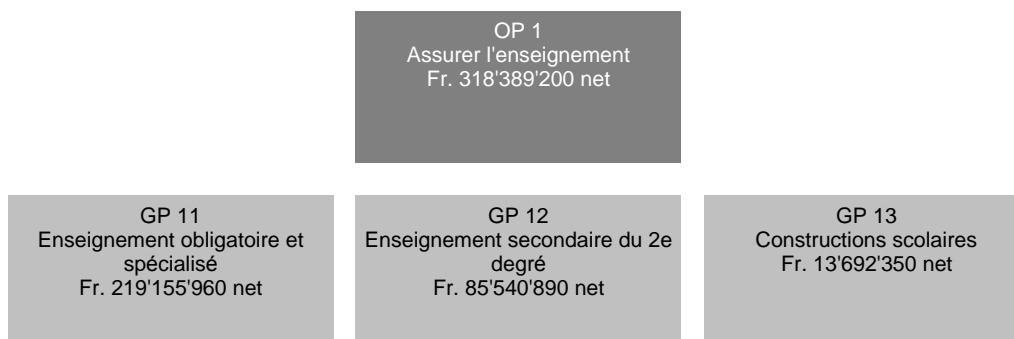 OP 1
Assurer l'enseignement
Fr. 318'389'200 net
GP 11
Enseignement obligatoire et
spécialisé
Fr. 219'155'960 net
GP 12
Enseignement secondaire du 2e
degré
Fr. 85'540'890 net
GP 13
Constructions scolaires
Fr. 13'692'350 net